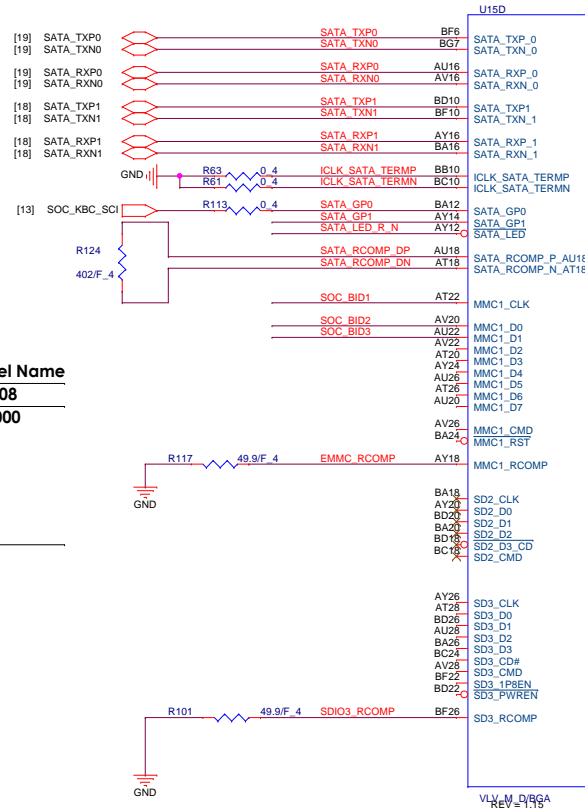 U15D
[19] SATA_TXP0 SATA_TXP0 BF6 SATA_TXP_0
[19] SATA_TXN0 SATA_TXN0 BG7 SATA_TXN_0
[19] SATA_RXP0 SATA_RXP0 AU16 SATA_RXP_0
[19] SATA_RXN0 SATA_RXN0 AV16 SATA_RXN_0
[18] SATA_TXP1 SATA_TXP1 BD10 SATA_TXP1
[18] SATA_TXN1 SATA_TXN1 BF10 SATA_TXN_1
[18] SATA_RXP1 SATA_RXP1 AY16 SATA_RXP_1
[18] SATA_RXN1 SATA_RXN1 BA16 SATA_RXN_1
GND R63 0_4 ICLK_SATA_TERMP BB10 ICLK_SATA_TERMP
R61 0_4 ICLK_SATA_TERMN BC10 ICLK_SATA_TERMN
[13] SOC_KBC_SCI R113 0_4 SATA_GP0 BA12 SATA_GP0
SATA_GP1 AY14 SATA_GP1
SATA_LED_R_N AY12 SATA_LED
R124
402/F_4
SATA_RCOMP_DP AU18 SATA_RCOMP_P_AU18
SATA_RCOMP_DN AT18 SATA_RCOMP_N_AT18
SOC_BID1 AT22 MMC1_CLK
SOC_BID2 AV20 MMC1_D0
SOC_BID3 AU22 MMC1_D1
AV22 MMC1_D2
AT20 MMC1_D3
AY24 MMC1_D4
AU26 MMC1_D5
AT26 MMC1_D6
AU20 MMC1_D7
el Name
08
000
AV26 MMC1_CMD
BA24 MMC1_RST
R117 49.9/F_4 EMMC_RCOMP AY18 MMC1_RCOMP
GND
BA18 SD2_CLK
AY20 SD2_D0
BD20 SD2_D1
BA20 SD2_D2
BD18 SD2_D3_CD
BC18 SD2_CMD
AY26 SD3_CLK
AT28 SD3_D0
BD26 SD3_D1
AU28 SD3_D2
BA26 SD3_D3
BC24 SD3_CD#
AV28 SD3_CMD
BF22 SD3_1P8EN
BD22 SD3_PWREN
R101 49.9/F_4 SDIO3_RCOMP BF26 SD3_RCOMP
GND
VLV_M_D/BGA
REV = 1.15